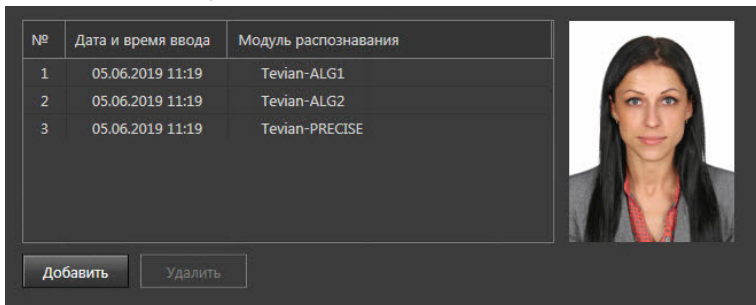 № Дата и время ввода Модуль распознавания
1 05.06.2019 11:19 Tevian-ALG1
2 05.06.2019 11:19 Tevian-ALG2
3 05.06.2019 11:19 Tevian-PRECISE
Добавить Удалить